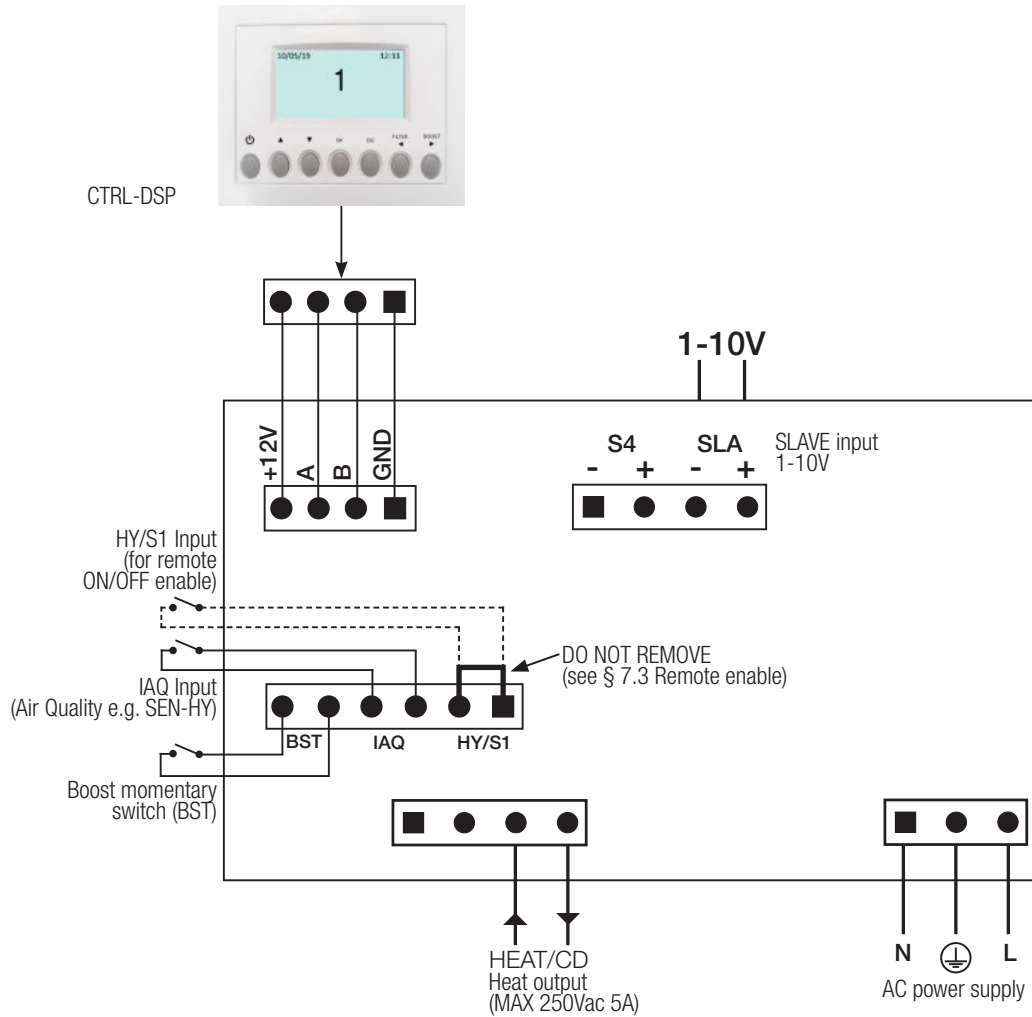 10/05/19 12:11
1
▲ ▼ OK ESC FILTER ◄ BOOST ►
CTRL-DSP
1-10V
+12V
A
B
GND
S4 SLA
- + - +
SLAVE input
1-10V
HY/S1 Input
(for remote
ON/OFF enable)
DO NOT REMOVE
(see § 7.3 Remote enable)
IAQ Input
(Air Quality e.g. SEN-HY)
BST IAQ HY/S1
Boost momentary
switch (BST)
HEAT/CD
Heat output
(MAX 250Vac 5A)
N L
AC power supply